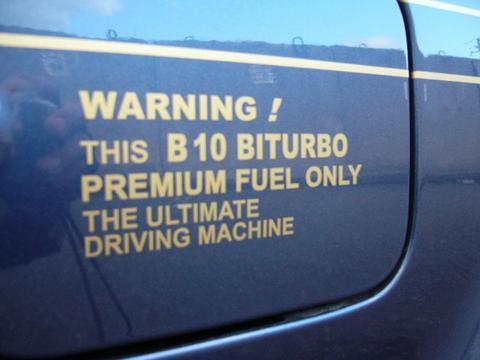 WARNING !
THIS B10 BITURBO
PREMIUM FUEL ONLY
THE ULTIMATE
DRIVING MACHINE